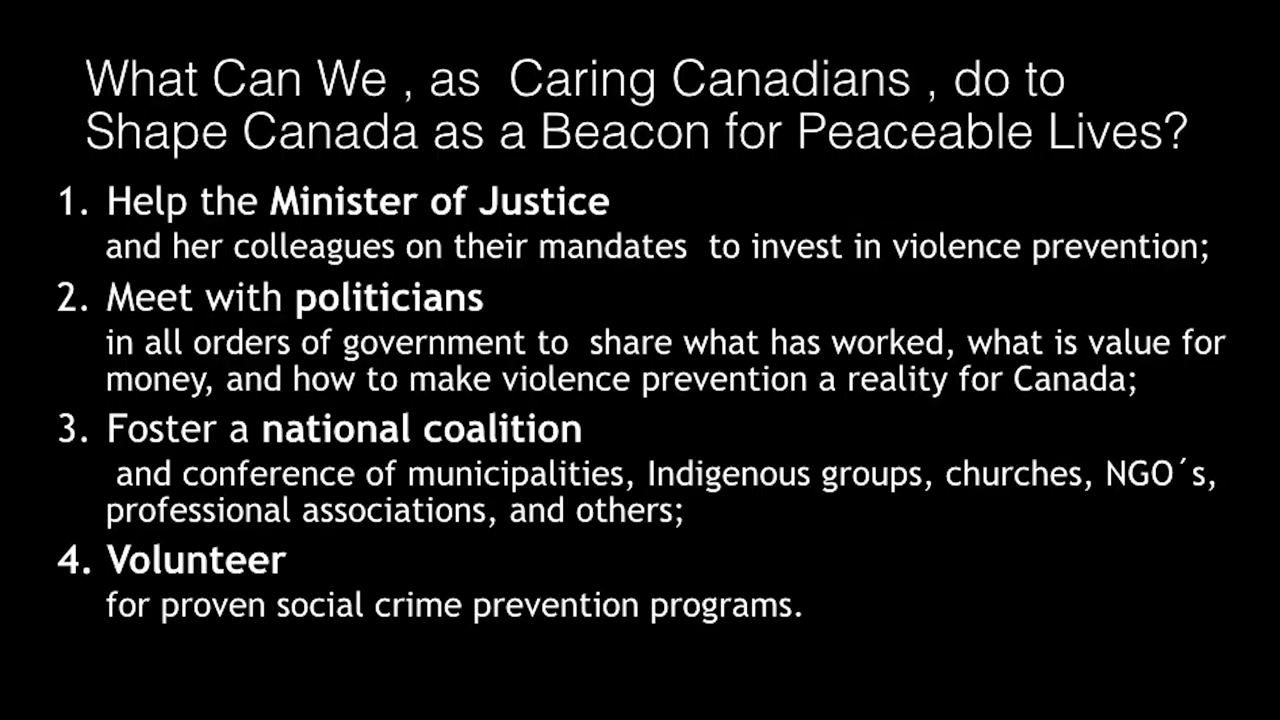 What Can We , as  Caring Canadians , do to
Shape Canada as a Beacon for Peaceable Lives?
1. Help the Minister of Justice
and her colleagues on their mandates  to invest in violence prevention;
2. Meet with politicians
in all orders of government to  share what has worked, what is value for
money, and how to make violence prevention a reality for Canada;
3. Foster a national coalition
and conference of municipalities, Indigenous groups, churches, NGO´s,
professional associations, and others;
4. Volunteer
for proven social crime prevention programs.